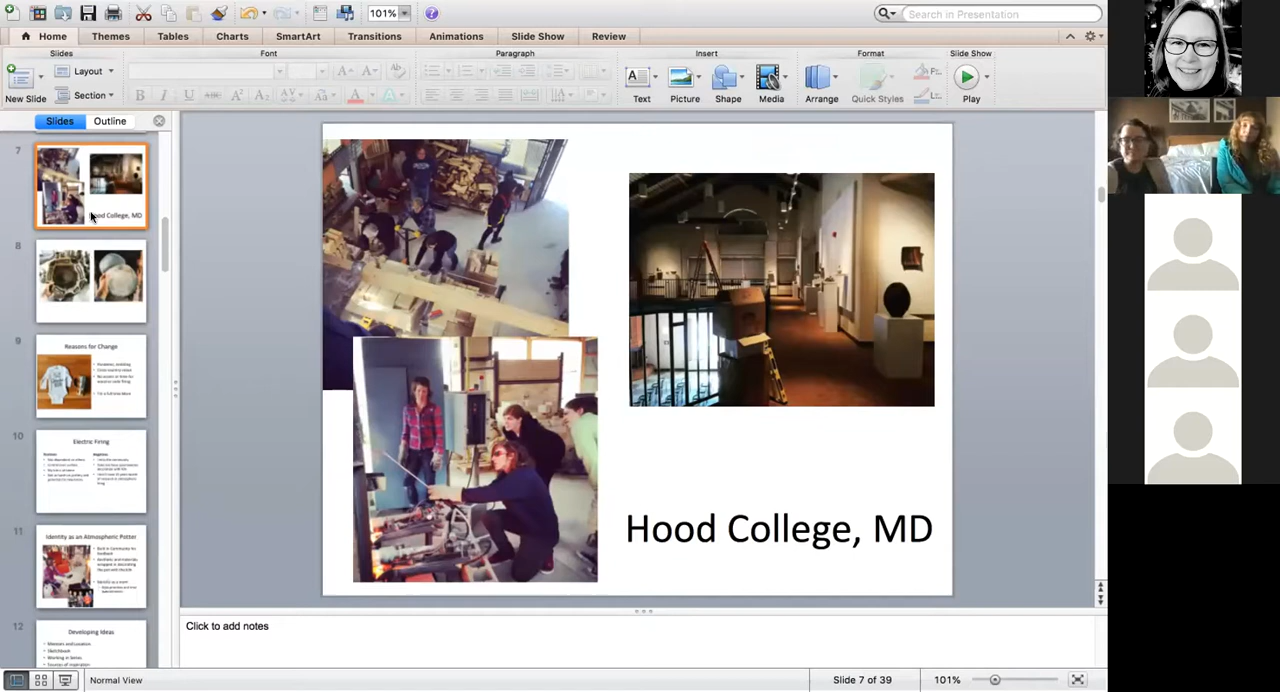 101%
Search in Presentation
Home
Themes
Tables
Charts
SmartArt
Transitions
Animations
Slide Show
Review
Slides
Font
Paragraph
Insert
Format
Slide Show
New Slide
Layout
Section
Text
Picture
Shape
Media
Arrange
Quick Styles
Play
Slides
Outline
7
Hood College, MD
8
9
Reasons for Change
10
Electric Firing
11
Identity as an Atmospheric Potter
12
Developing Ideas
Hood College, MD
Click to add notes
Normal View
Slide 7 of 39
101%